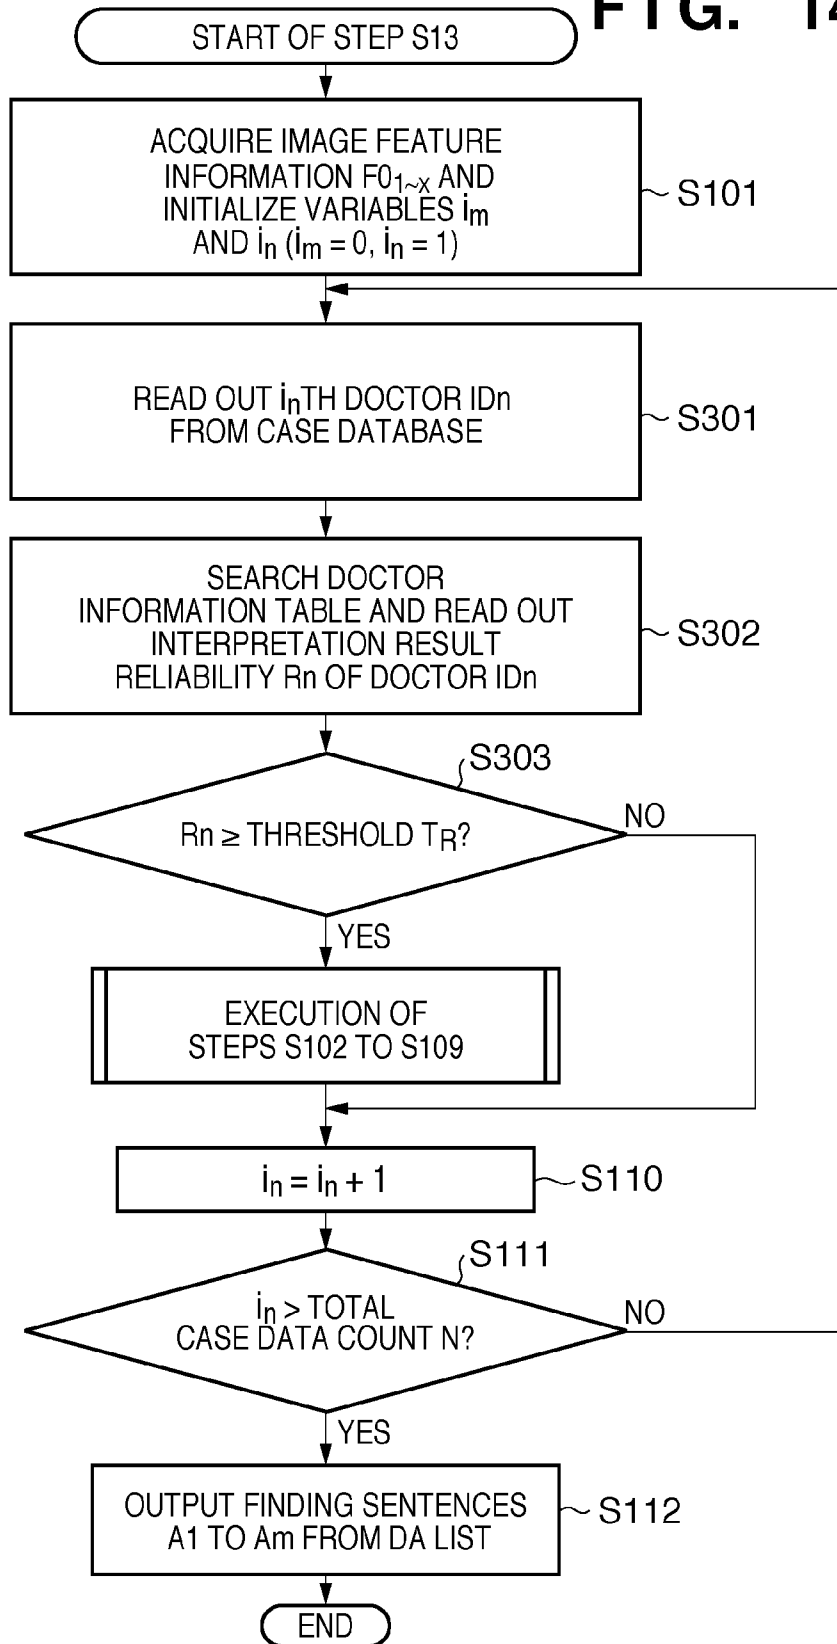 FIG. 14
START OF STEP S13
ACQUIRE IMAGE FEATURE
INFORMATION F01~X AND
INITIALIZE VARIABLES im
AND in (im = 0, in = 1)
S101
READ OUT inTH DOCTOR IDn
FROM CASE DATABASE
S301
SEARCH DOCTOR
INFORMATION TABLE AND READ OUT
INTERPRETATION RESULT
RELIABILITY Rn OF DOCTOR IDn
S302
S303
Rn ≥ THRESHOLD TR?
NO
YES
EXECUTION OF
STEPS S102 TO S109
in = in + 1
S110
S111
in > TOTAL
CASE DATA COUNT N?
NO
YES
OUTPUT FINDING SENTENCES
A1 TO Am FROM DA LIST
S112
END